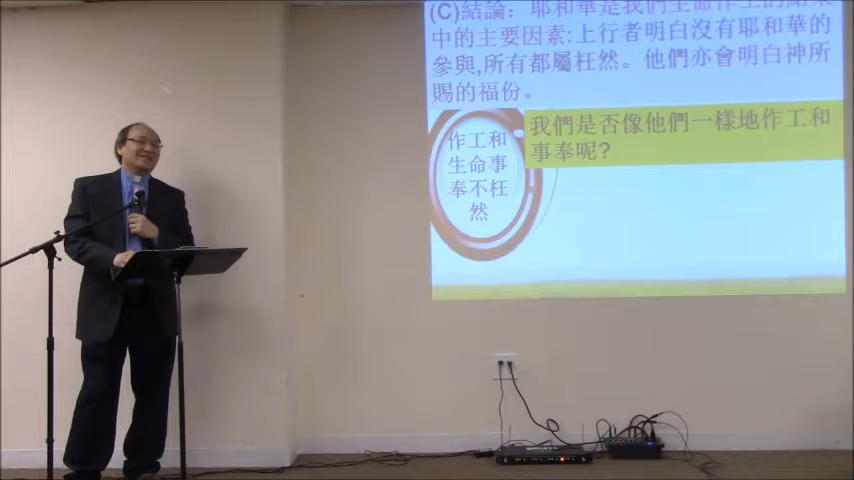 (C)結論： 耶和華是我們生命作工的結果
中的主要因素:上行者明白沒有耶和華的
參與,所有都屬枉然。他們亦會明白神所
賜的福份。
我們是否像他們一樣地作工和
事奉呢?
作工和
生命事
奉不枉
然